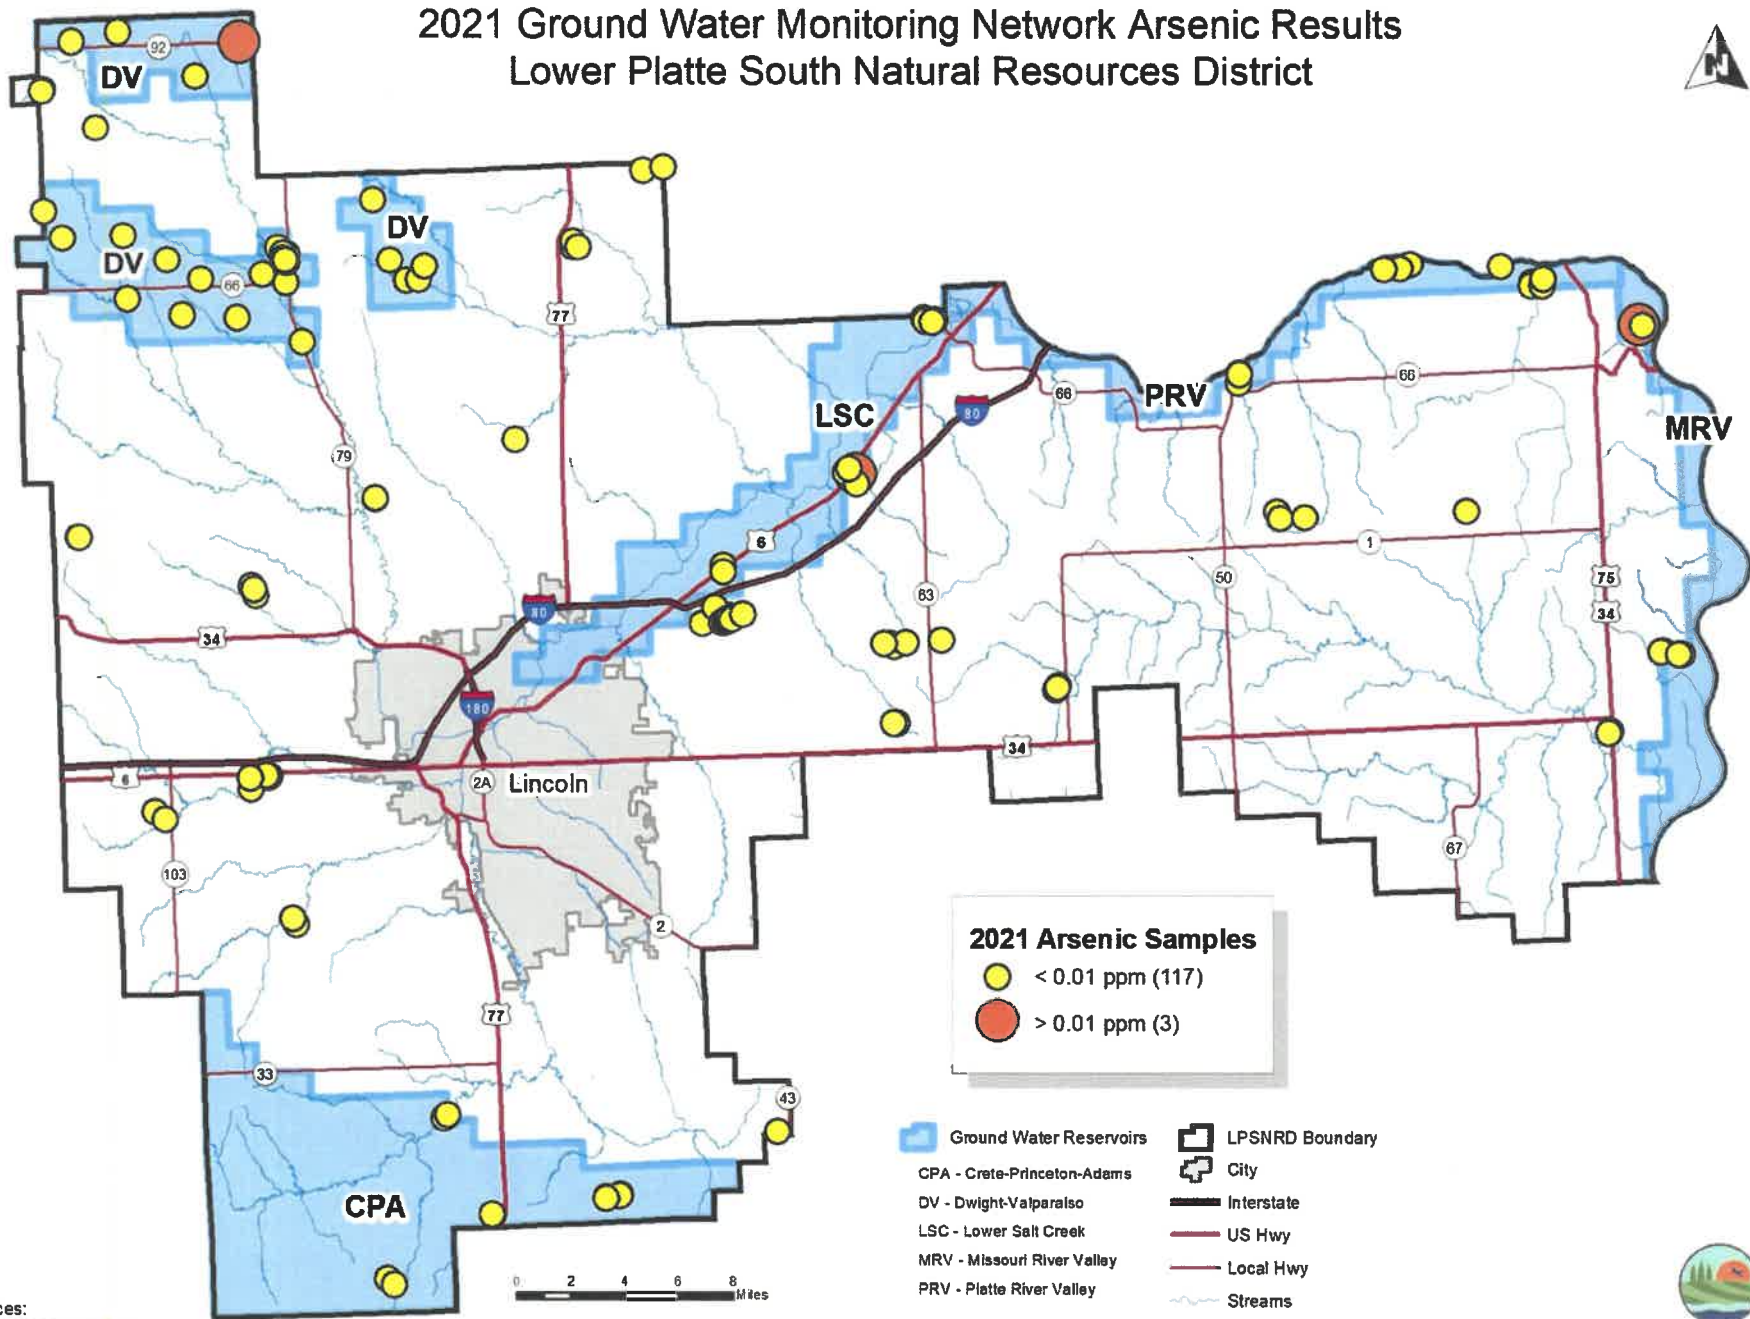 2021 Ground Water Monitoring Network Arsenic Results
Lower Platte South Natural Resources District
N
92
DV
DV
DV
66
77
79
LSC
80
66
PRV
66
MRV
6
63
50
1
75
34
34
80
180
34
6
2A
Lincoln
103
2
67
77
33
43
CPA
2021 Arsenic Samples
< 0.01 ppm (117)
> 0.01 ppm (3)
Ground Water Reservoirs
CPA - Crete-Princeton-Adams
DV - Dwight-Valparaiso
LSC - Lower Salt Creek
MRV - Missouri River Valley
PRV - Platte River Valley
LPSNRD Boundary
City
Interstate
US Hwy
Local Hwy
Streams
0 2 4 6 8
Miles
ces: